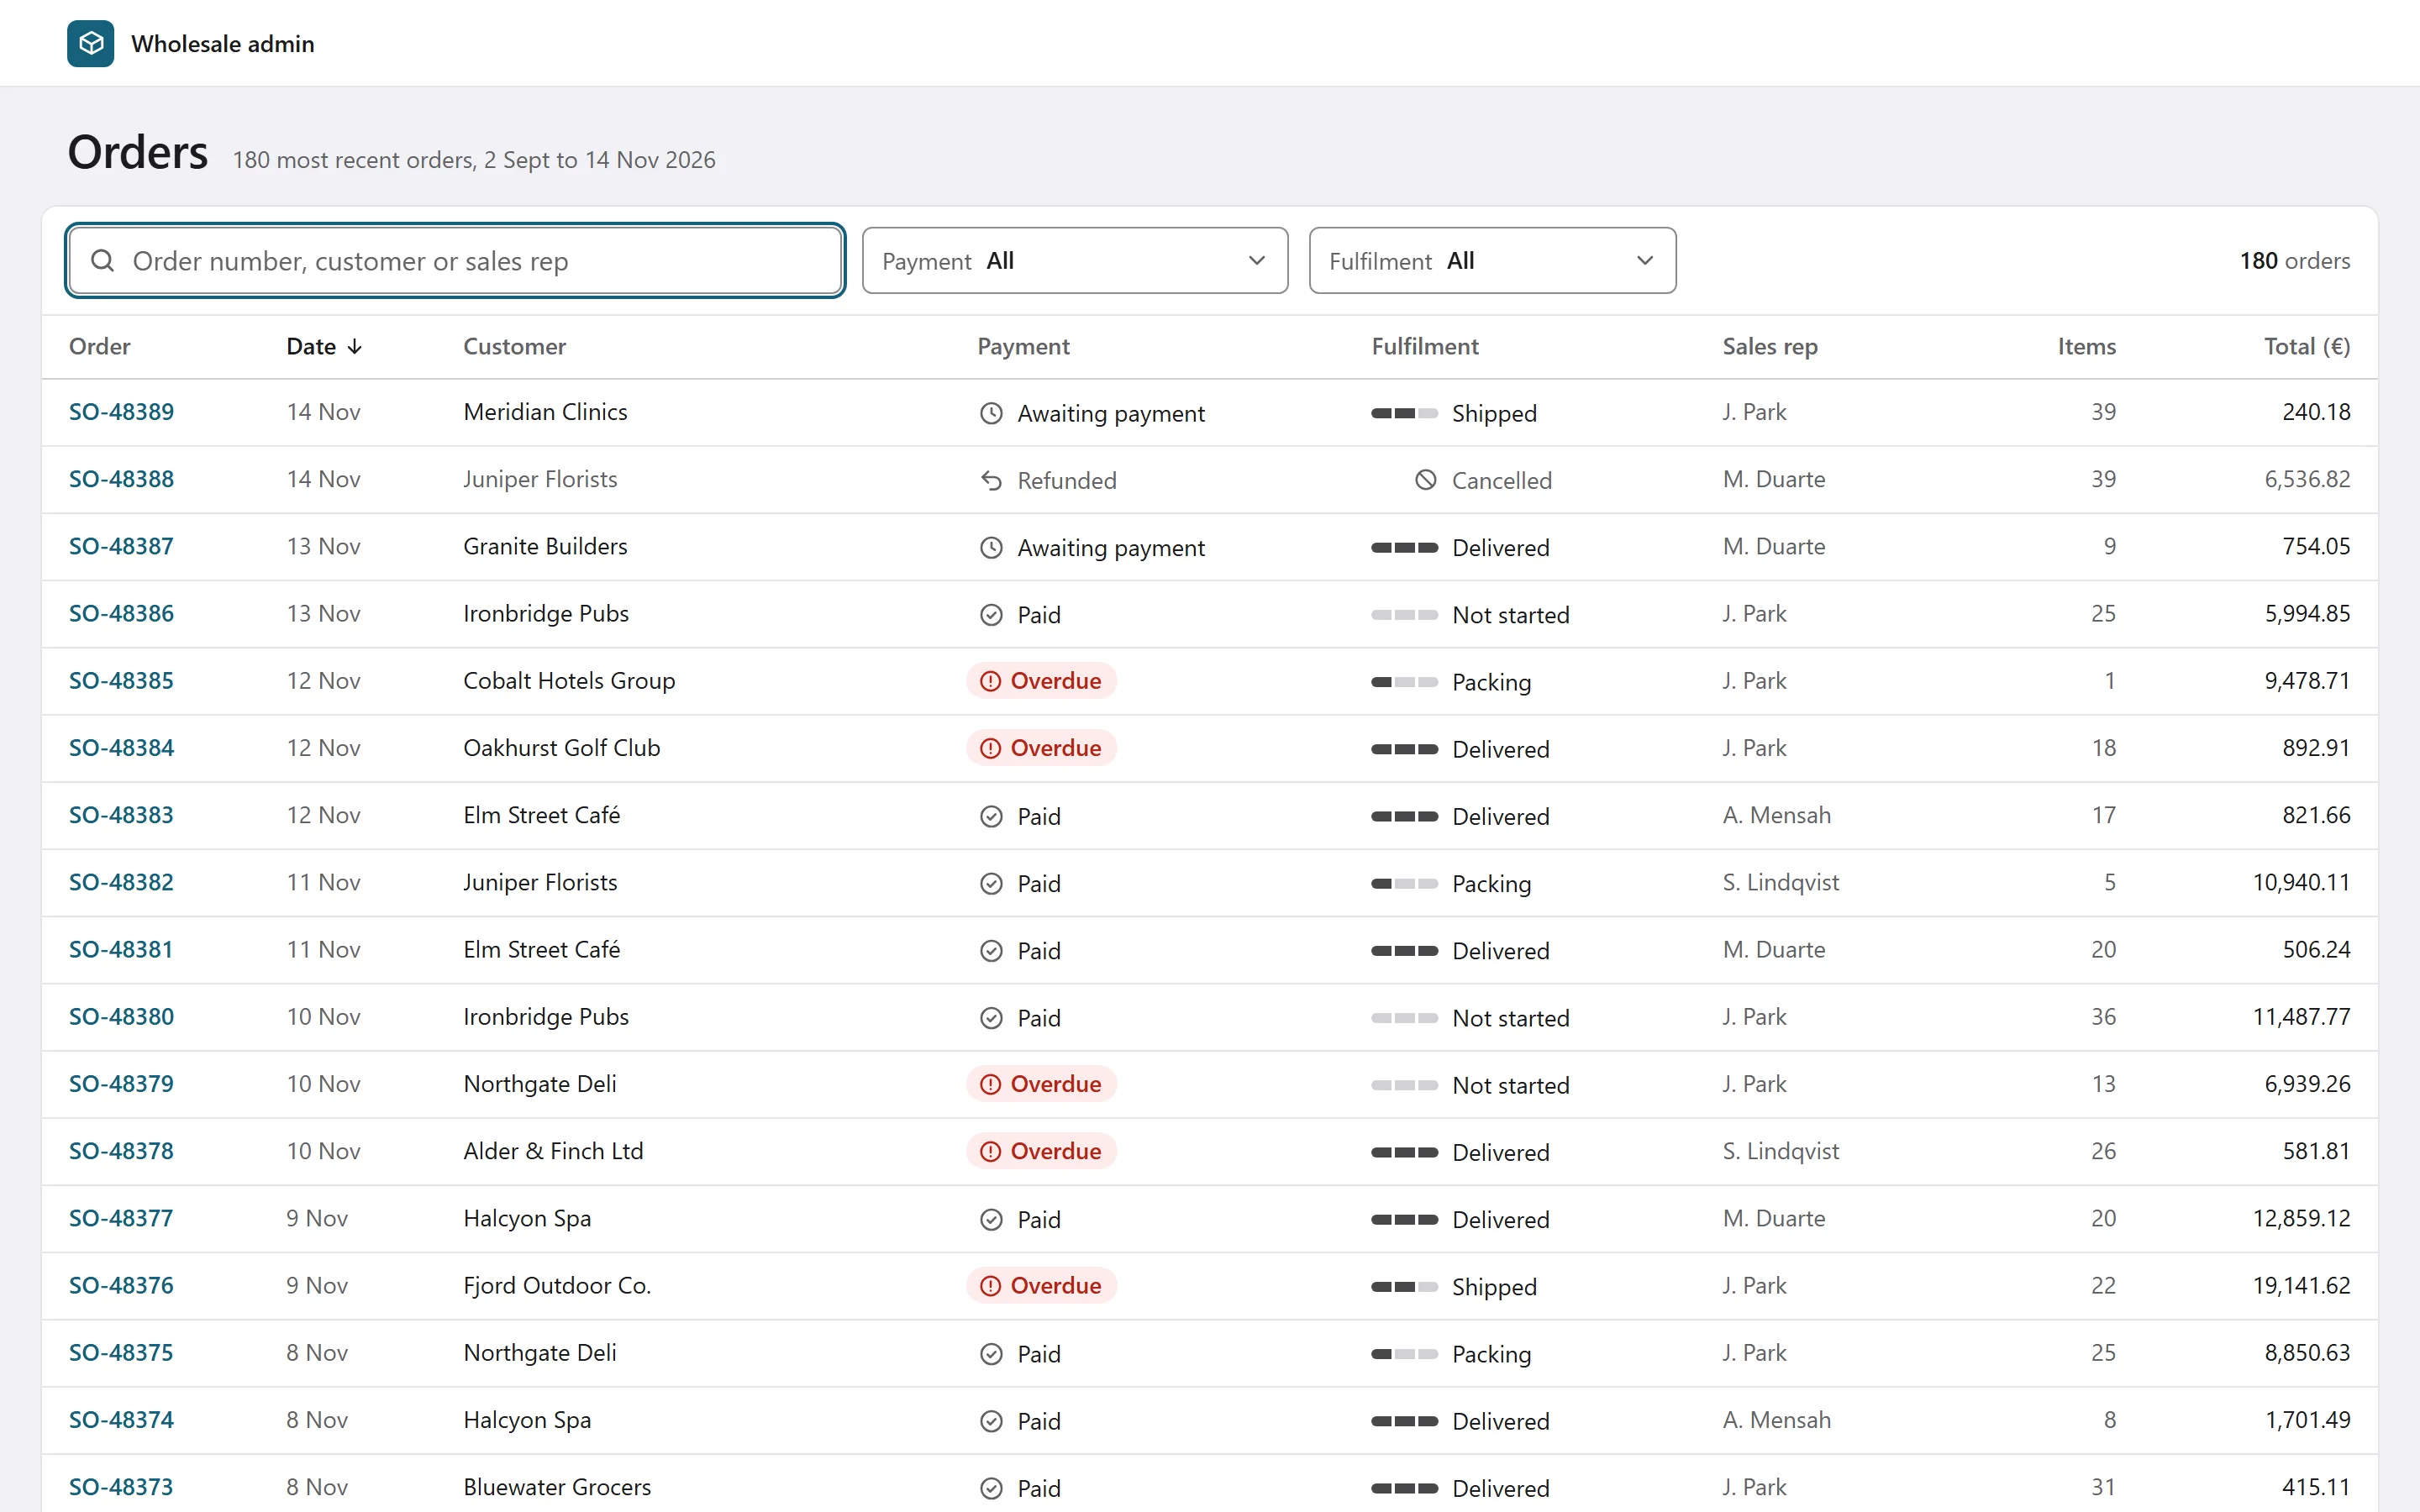 Wholesale admin
Orders 180 most recent orders, 2 Sept to 14 Nov 2026
Order number, customer or sales rep Payment All Fulfilment All 180 orders
Order Date Customer Payment Fulfilment Sales rep Items Total (€)
SO-48389 14 Nov Meridian Clinics Awaiting payment Shipped J. Park 39 240.18
SO-48388 14 Nov Juniper Florists Refunded Cancelled M. Duarte 39 6,536.82
SO-48387 13 Nov Granite Builders Awaiting payment Delivered M. Duarte 9 754.05
SO-48386 13 Nov Ironbridge Pubs Paid Not started J. Park 25 5,994.85
SO-48385 12 Nov Cobalt Hotels Group Overdue Packing J. Park 1 9,478.71
SO-48384 12 Nov Oakhurst Golf Club Overdue Delivered J. Park 18 892.91
SO-48383 12 Nov Elm Street Café Paid Delivered A. Mensah 17 821.66
SO-48382 11 Nov Juniper Florists Paid Packing S. Lindqvist 5 10,940.11
SO-48381 11 Nov Elm Street Café Paid Delivered M. Duarte 20 506.24
SO-48380 10 Nov Ironbridge Pubs Paid Not started J. Park 36 11,487.77
SO-48379 10 Nov Northgate Deli Overdue Not started J. Park 13 6,939.26
SO-48378 10 Nov Alder & Finch Ltd Overdue Delivered S. Lindqvist 26 581.81
SO-48377 9 Nov Halcyon Spa Paid Delivered M. Duarte 20 12,859.12
SO-48376 9 Nov Fjord Outdoor Co. Overdue Shipped J. Park 22 19,141.62
SO-48375 8 Nov Northgate Deli Paid Packing J. Park 25 8,850.63
SO-48374 8 Nov Halcyon Spa Paid Delivered A. Mensah 8 1,701.49
SO-48373 8 Nov Bluewater Grocers Paid Delivered J. Park 31 415.11